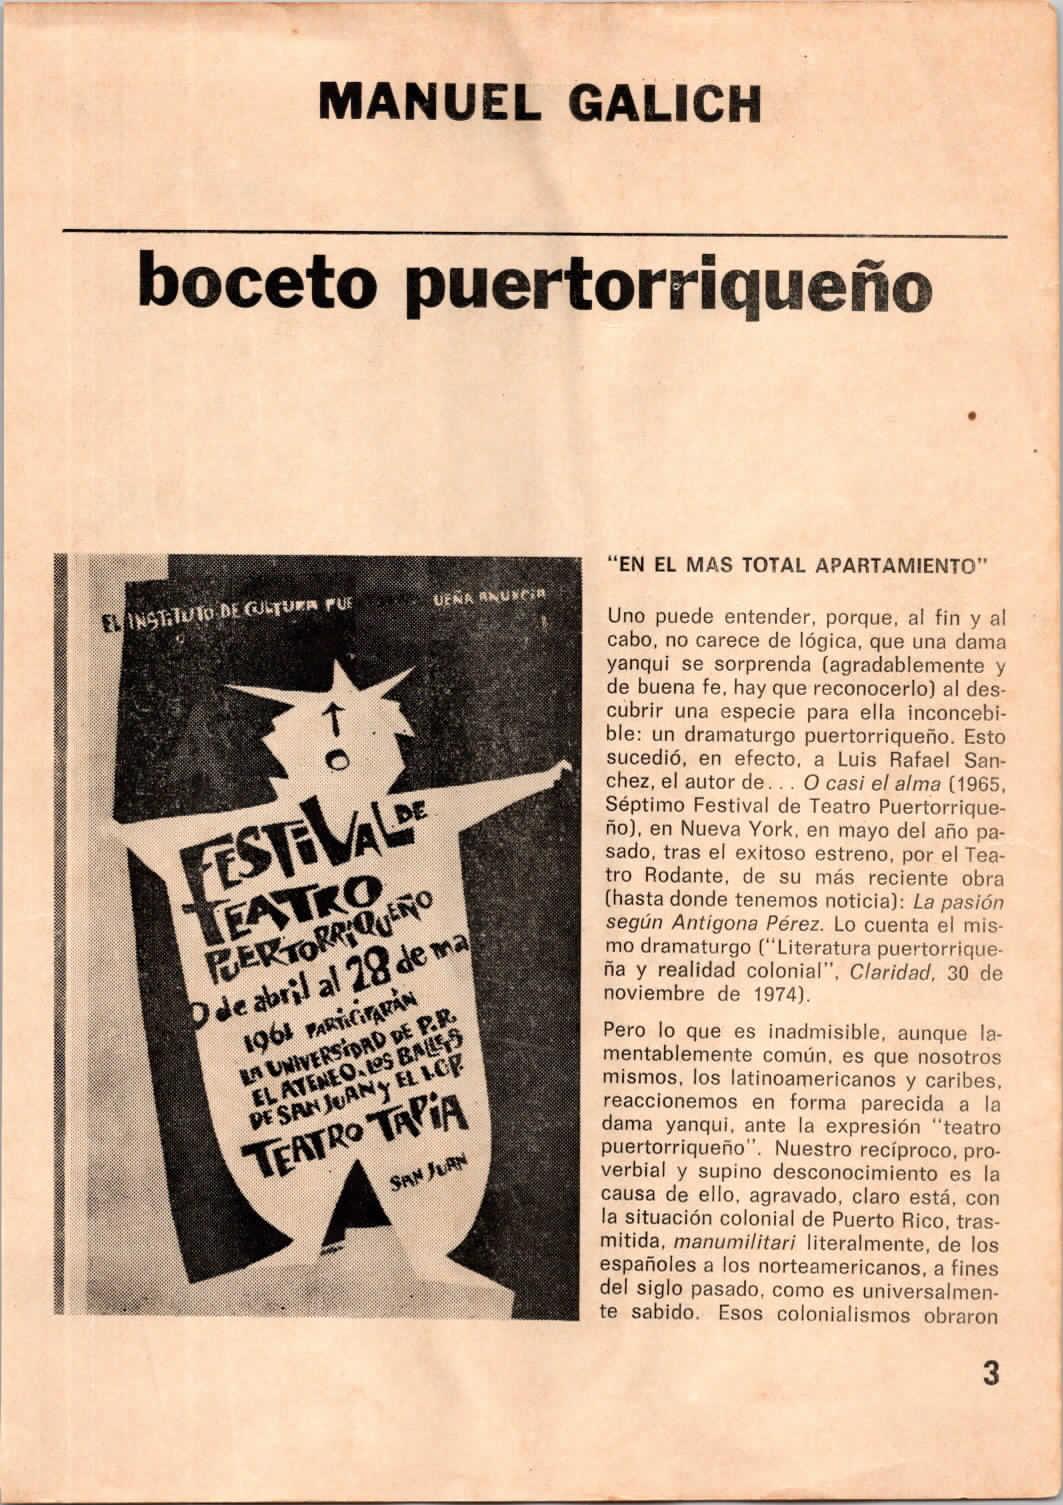 MANUEL GALICH
boceto puertorriqueño
EL INSTITUTO DE CULTURA PUE UEÑA ANUNCIA
FESTIVAL DE
TEATRO
PUERTORRIQUEÑO
0 de abril al 28 de ma
1961 PARTICIPARÁN
LA UNIVERSIDAD DE P.R.
EL ATENEO, LOS BALLETS
DE SAN JUAN y EL I.C.P.
TEATRO TAPIA
SAN JUAN
"EN EL MAS TOTAL APARTAMIENTO"
Uno puede entender, porque, al fin y al
cabo, no carece de lógica, que una dama
yanqui se sorprenda (agradablemente y
de buena fe, hay que reconocerlo) al des-
cubrir una especie para ella inconcebi-
ble: un dramaturgo puertorriqueño. Esto
sucedió, en efecto, a Luis Rafael San-
chez, el autor de... O casi el alma (1965,
Séptimo Festival de Teatro Puertorrique-
ño), en Nueva York, en mayo del año pa-
sado, tras el exitoso estreno, por el Tea-
tro Rodante, de su más reciente obra
(hasta donde tenemos noticia): La pasión
según Antígona Pérez. Lo cuenta el mis-
mo dramaturgo ("Literatura puertorrique-
ña y realidad colonial", Claridad, 30 de
noviembre de 1974).
Pero lo que es inadmisible, aunque la-
mentablemente común, es que nosotros
mismos, los latinoamericanos y caribes,
reaccionemos en forma parecida a la
dama yanqui, ante la expresión "teatro
puertorriqueño". Nuestro recíproco, pro-
verbial y supino desconocimiento es la
causa de ello, agravado, claro está, con
la situación colonial de Puerto Rico, tras-
mitida, manumilitari literalmente, de los
españoles a los norteamericanos, a fines
del siglo pasado, como es universalmen-
te sabido. Esos colonialismos obraron
3